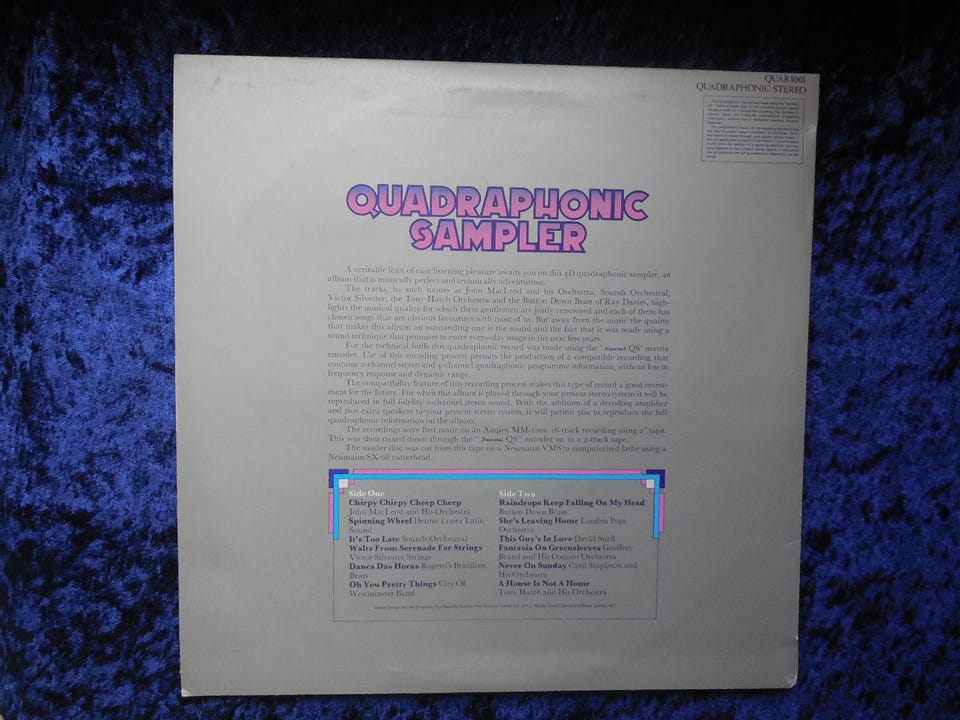 QUAB 1001
QUADRAPHONIC STEREO
QUADRAPHONIC
SAMPLER
A veritable feast of easy listening pleasure awaits you on this 4D quadraphonic sampler, an
album that is musically perfect and technically adventurous.
The tracks, by such names as John MacLeod and his Orchestra, Sounds Orchestral,
Victor Silvester, the Tony Hatch Orchestra and the Button Down Brass of Ray Davies, high-
lights the musical quality for which these gentlemen are justly renowned and each of them has
chosen songs that are obvious favourites with most of us. But away from the music the quality
that makes this album an outstanding one is the sound and the fact that it was made using a
sound technique that promises to enter every-day usage in the next few years.
For the technical buffs this quadraphonic record was made using the 'Sansui QS' matrix
encoder. Use of this encoding process permits the production of a compatible recording that
contains 2-channel stereo and 4-channel quadraphonic programme information, without loss in
frequency response and dynamic range.
The compatibility feature of this recording process makes this type of record a good invest-
ment for the future. For when this album is played through your present stereo system it will be
reproduced in full fidelity 2-channel stereo sound. With the addition of a decoding amplifier
and two extra speakers to your present stereo system, it will permit you to reproduce the full
quadraphonic information on the album.
The recordings were first made on an Ampex MM-1000 16-track recording using 2" tape.
This was then mixed down through the "Sansui QS" encoder on to a 2-track tape.
The master disc was cut from this tape on a Neumann VMS70 computerised lathe using a
Neumann SX-68 cutterhead.
Side One
Chirpy Chirpy Cheep Cheep
John MacLeod and His Orchestra
Spinning Wheel Dennis Lopez Latin
Sound
It's Too Late Sounds Orchestral
Waltz From Serenade For Strings
Victor Silvester Strings
Danca Das Horas Rogero's Brazilian
Brass
Oh You Pretty Things City Of
Westminster Band
Side Two
Raindrops Keep Falling On My Head
Button Down Brass
She's Leaving Home London Pops
Orchestra
This Guy's In Love David Snell
Fantasia On Greensleeves Geoffrey
Brand and His Concert Orchestra
Never On Sunday Cyril Stapleton and
His Orchestra
A House Is Not A Home
Tony Hatch and His Orchestra